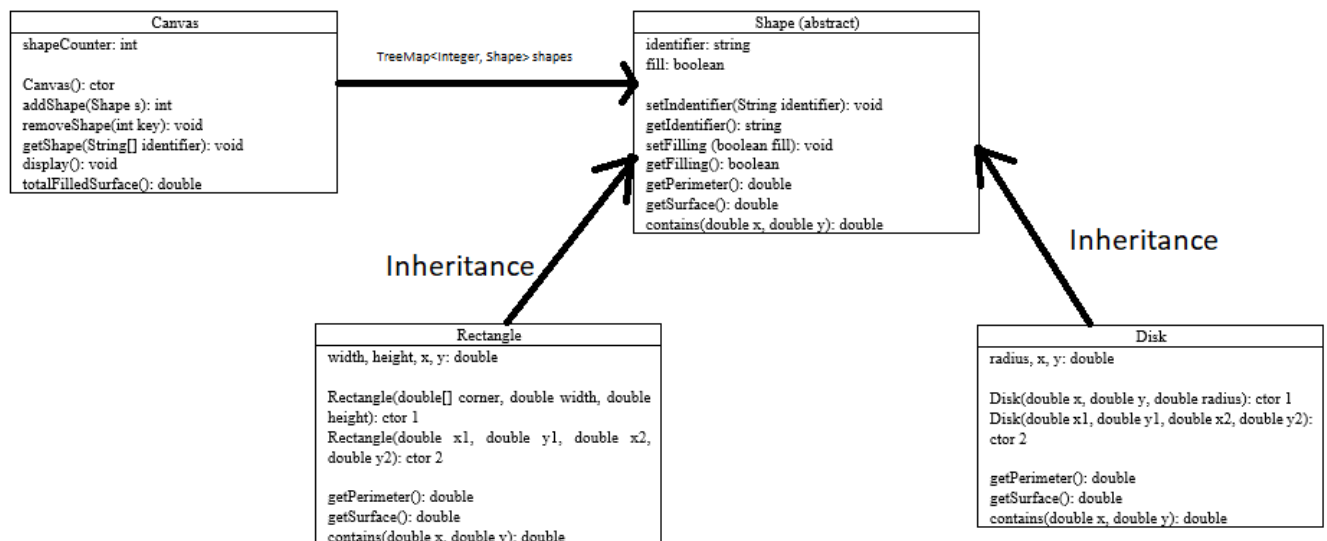 Canvas
shapeCounter: int
Canvas(): ctor
addShape(Shape s): int
removeShape(int key): void
getShape(String[] identifier): void
display(): void
totalFilledSurface(): double
TreeMap<Integer, Shape> shapes
Shape (abstract)
identifier: string
fill: boolean
setIndentifier(String identifier): void
getIdentifier(): string
setFilling (boolean fill): void
getFilling(): boolean
getPerimeter(): double
getSurface(): double
contains(double x, double y): double
Inheritance
Inheritance
Rectangle
width, height, x, y: double
Rectangle(double[] corner, double width, double
height): ctor 1
Rectangle(double x1, double y1, double x2,
double y2): ctor 2
getPerimeter(): double
getSurface(): double
contains(double x, double y): double
Disk
radius, x, y: double
Disk(double x, double y, double radius): ctor 1
Disk(double x1, double y1, double x2, double y2):
ctor 2
getPerimeter(): double
getSurface(): double
contains(double x, double y): double